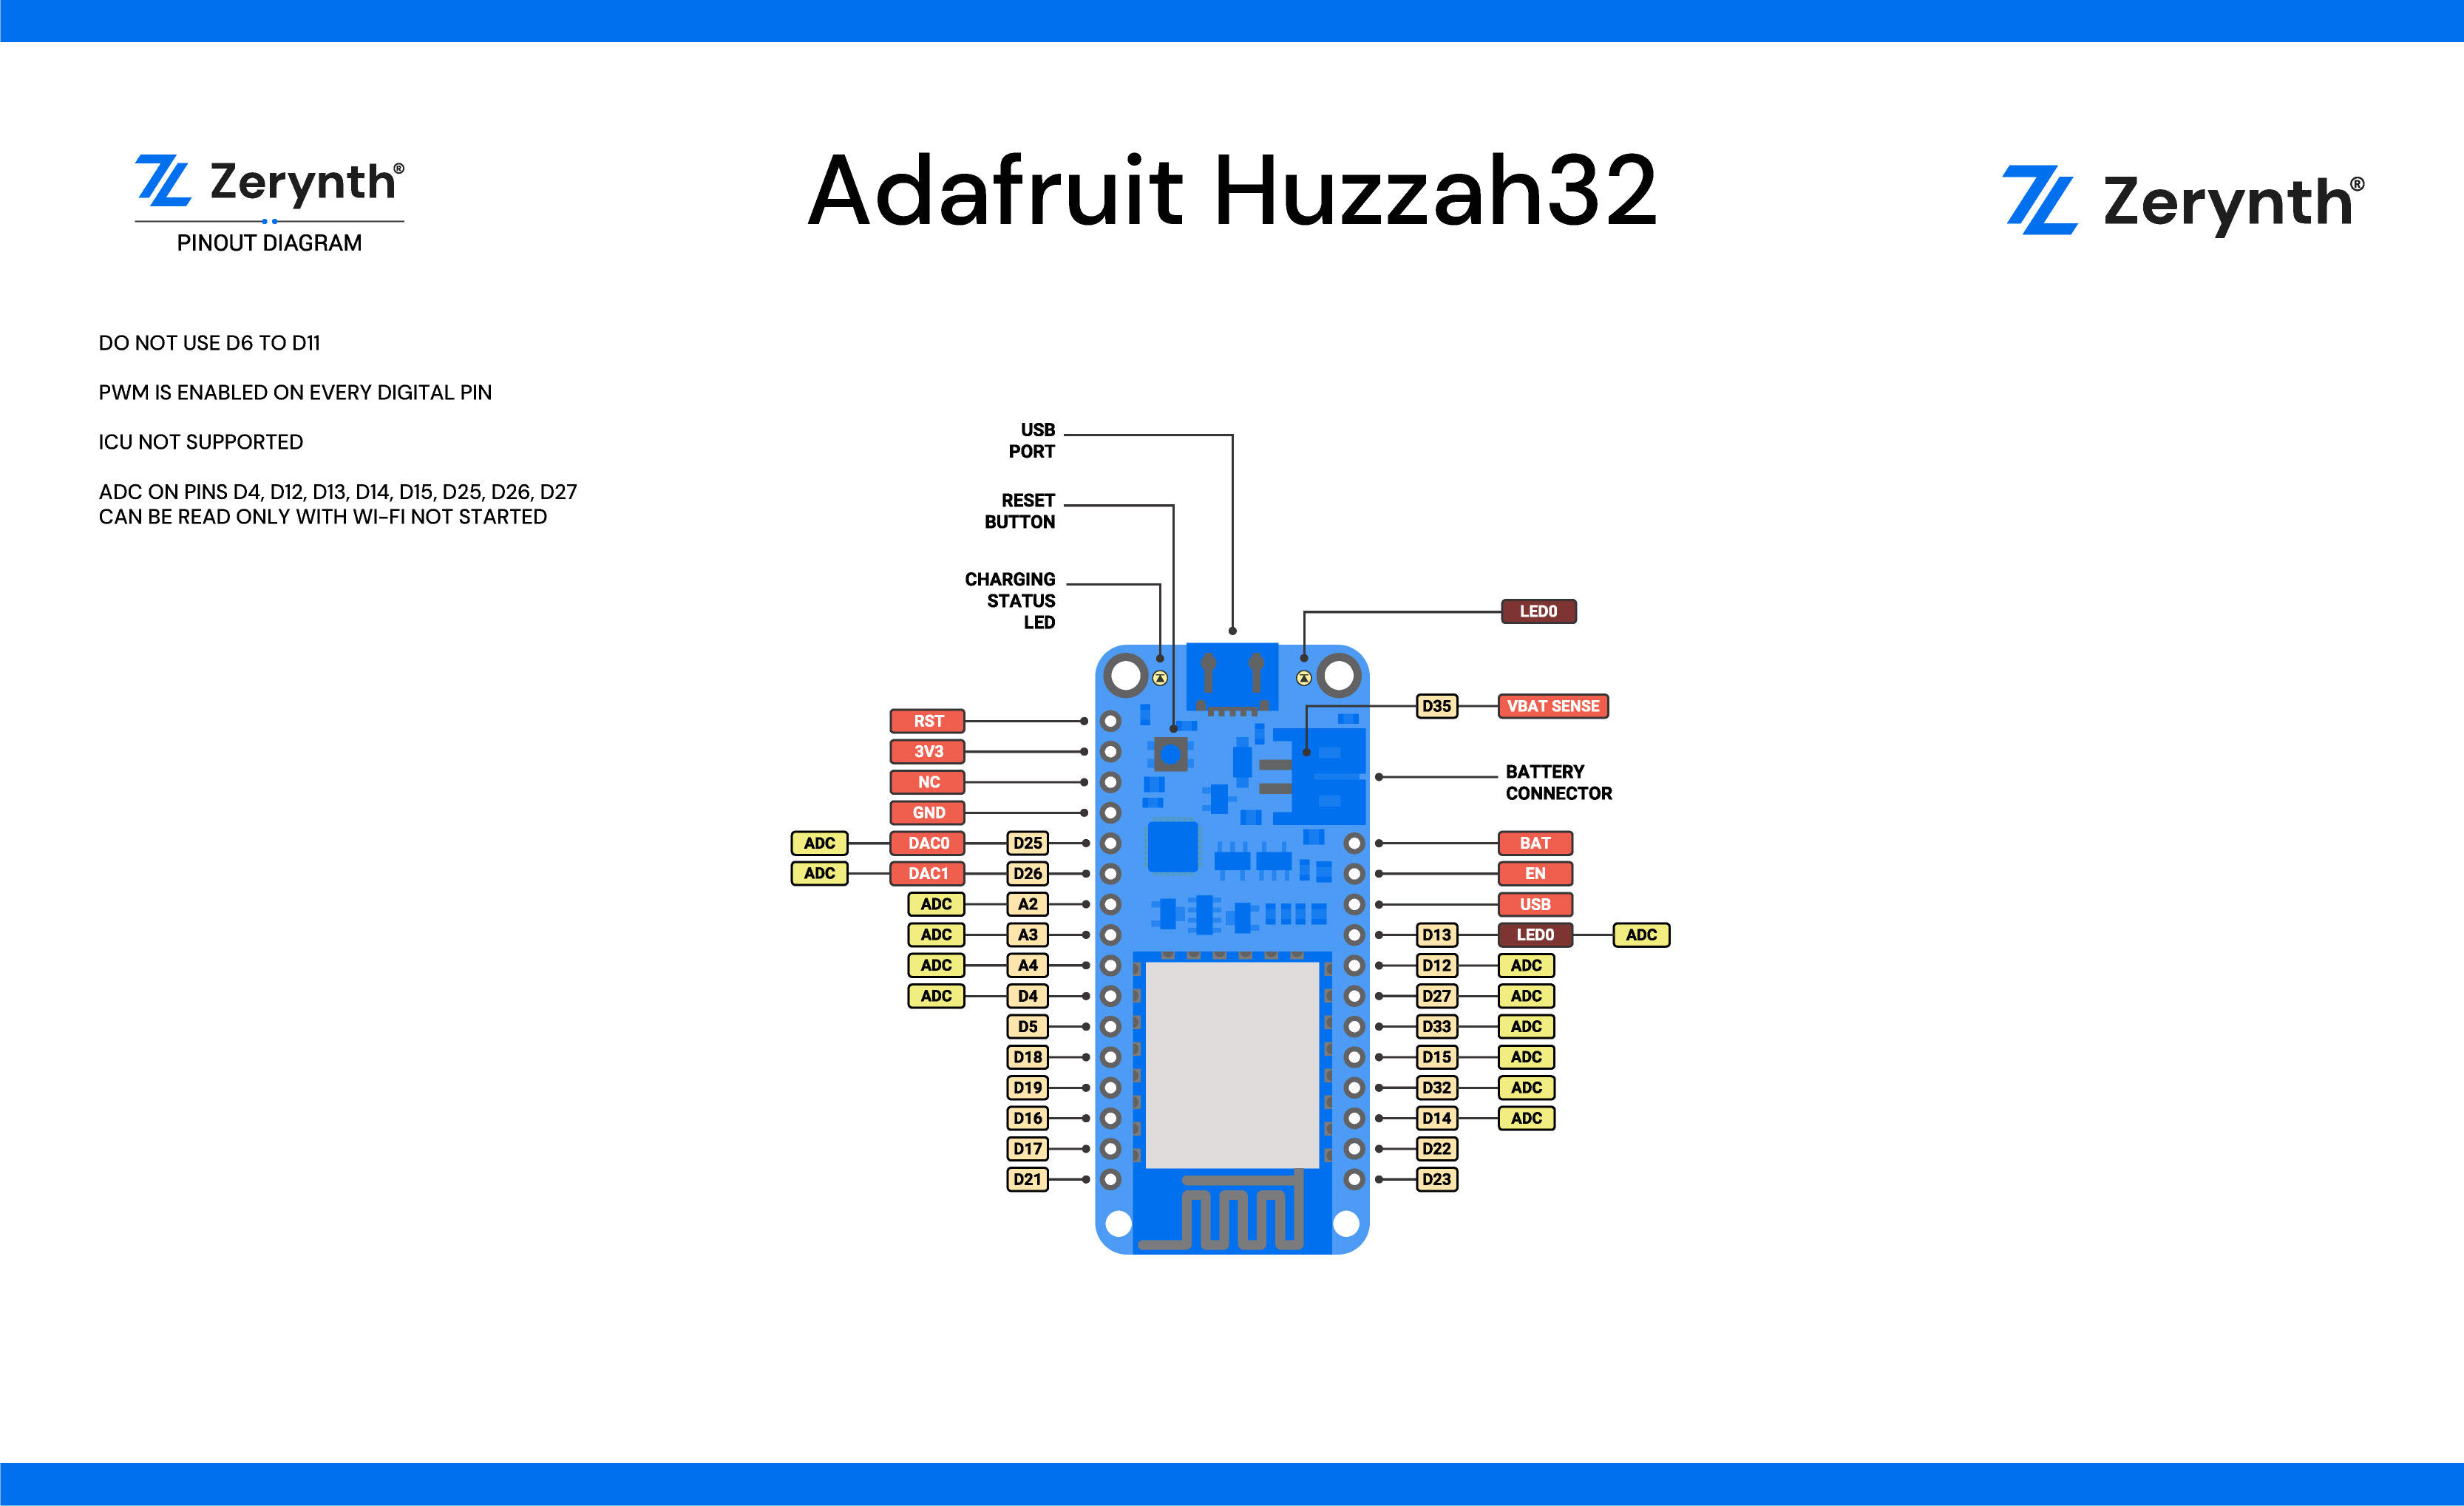 Zerynth®
PINOUT DIAGRAM
Adafruit Huzzah32
Zerynth®
DO NOT USE D6 TO D11
PWM IS ENABLED ON EVERY DIGITAL PIN
ICU NOT SUPPORTED
ADC ON PINS D4, D12, D13, D14, D15, D25, D26, D27
CAN BE READ ONLY WITH WI-FI NOT STARTED
USB
PORT
RESET
BUTTON
CHARGING
STATUS
LED
LED0
D35 VBAT SENSE
BATTERY
CONNECTOR
RST
3V3
NC
GND
ADC DAC0 D25
ADC DAC1 D26
ADC A2
ADC A3
ADC A4
ADC D4
D5
D18
D19
D16
D17
D21
BAT
EN
USB
D13 LED0 ADC
D12 ADC
D27 ADC
D33 ADC
D15 ADC
D32 ADC
D14 ADC
D22
D23